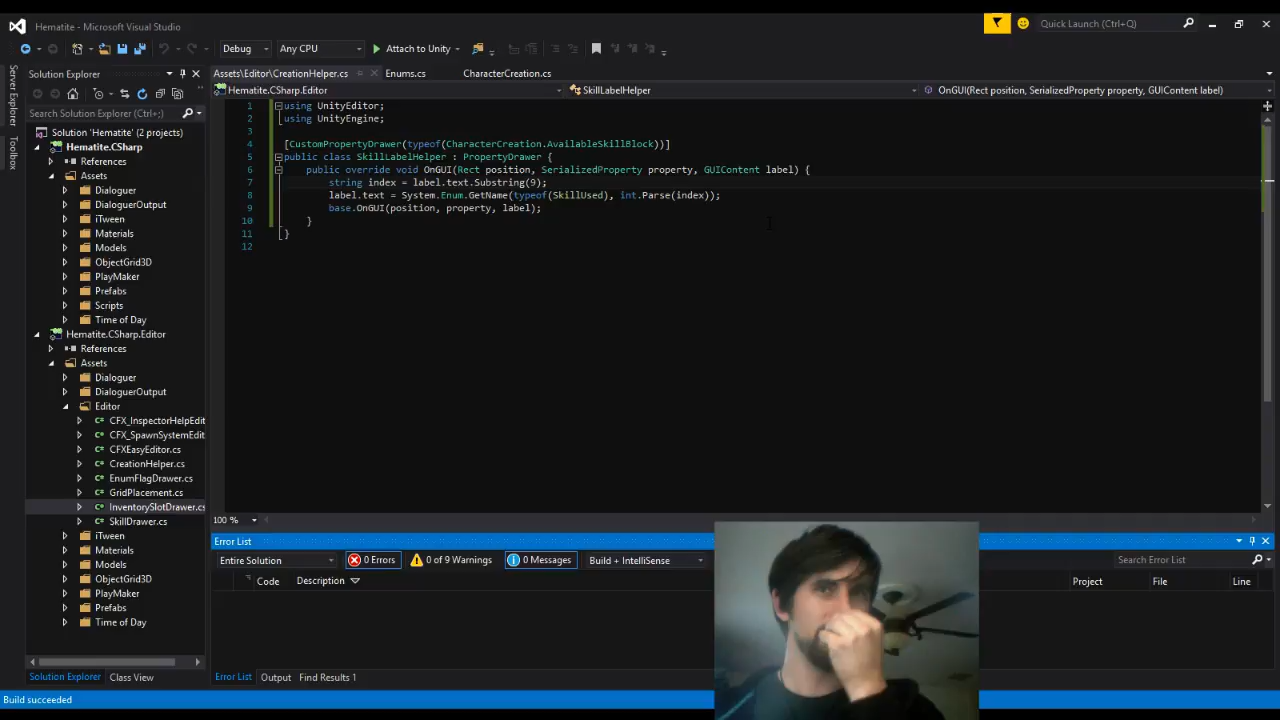 Hematite - Microsoft Visual Studio
Quick Launch (Ctrl+Q)
Debug
Any CPU
Attach to Unity
Server Explorer
Toolbox
Solution Explorer
Search Solution Explorer (Ctrl+;)
Solution 'Hematite' (2 projects)
Hematite.CSharp
References
Assets
Dialoguer
DialoguerOutput
iTween
Materials
Models
ObjectGrid3D
PlayMaker
Prefabs
Scripts
Time of Day
Hematite.CSharp.Editor
References
Assets
Dialoguer
DialoguerOutput
Editor
CFX_InspectorHelpEdit
CFX_SpawnSystemEdit
CFXEasyEditor.cs
CreationHelper.cs
EnumFlagDrawer.cs
GridPlacement.cs
InventorySlotDrawer.cs
SkillDrawer.cs
iTween
Materials
Models
ObjectGrid3D
PlayMaker
Prefabs
Time of Day
Solution Explorer
Class View
Assets\Editor\CreationHelper.cs
Enums.cs
CharacterCreation.cs
Hematite.CSharp.Editor
SkillLabelHelper
OnGUI(Rect position, SerializedProperty property, GUIContent label)
1 using UnityEditor;
2 using UnityEngine;
3
4 [CustomPropertyDrawer(typeof(CharacterCreation.AvailableSkillBlock))]
5 public class SkillLabelHelper : PropertyDrawer {
6 public override void OnGUI(Rect position, SerializedProperty property, GUIContent label) {
7 string index = label.text.Substring(9);
8 label.text = System.Enum.GetName(typeof(SkillUsed), int.Parse(index));
9 base.OnGUI(position, property, label);
10 }
11 }
12
100 %
Error List
Entire Solution
0 Errors
0 of 9 Warnings
0 Messages
Build + IntelliSense
Search Error List
Code
Description
Project
File
Line
Error List
Output
Find Results 1
Build succeeded